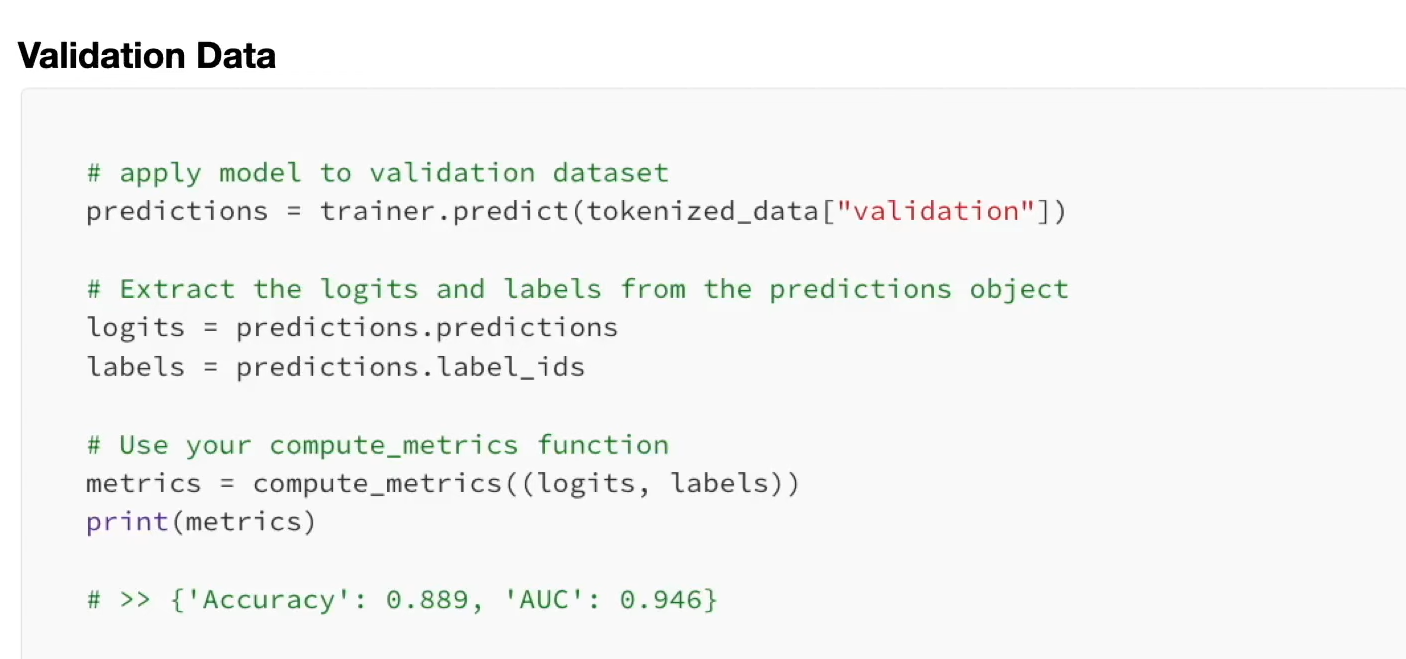 Validation Data
# apply model to validation dataset
predictions = trainer.predict(tokenized_data["validation"])
# Extract the logits and labels from the predictions object
logits = predictions.predictions
labels = predictions.label_ids
# Use your compute_metrics function
metrics = compute_metrics((logits, labels))
print(metrics)
# >> {'Accuracy': 0.889, 'AUC': 0.946}